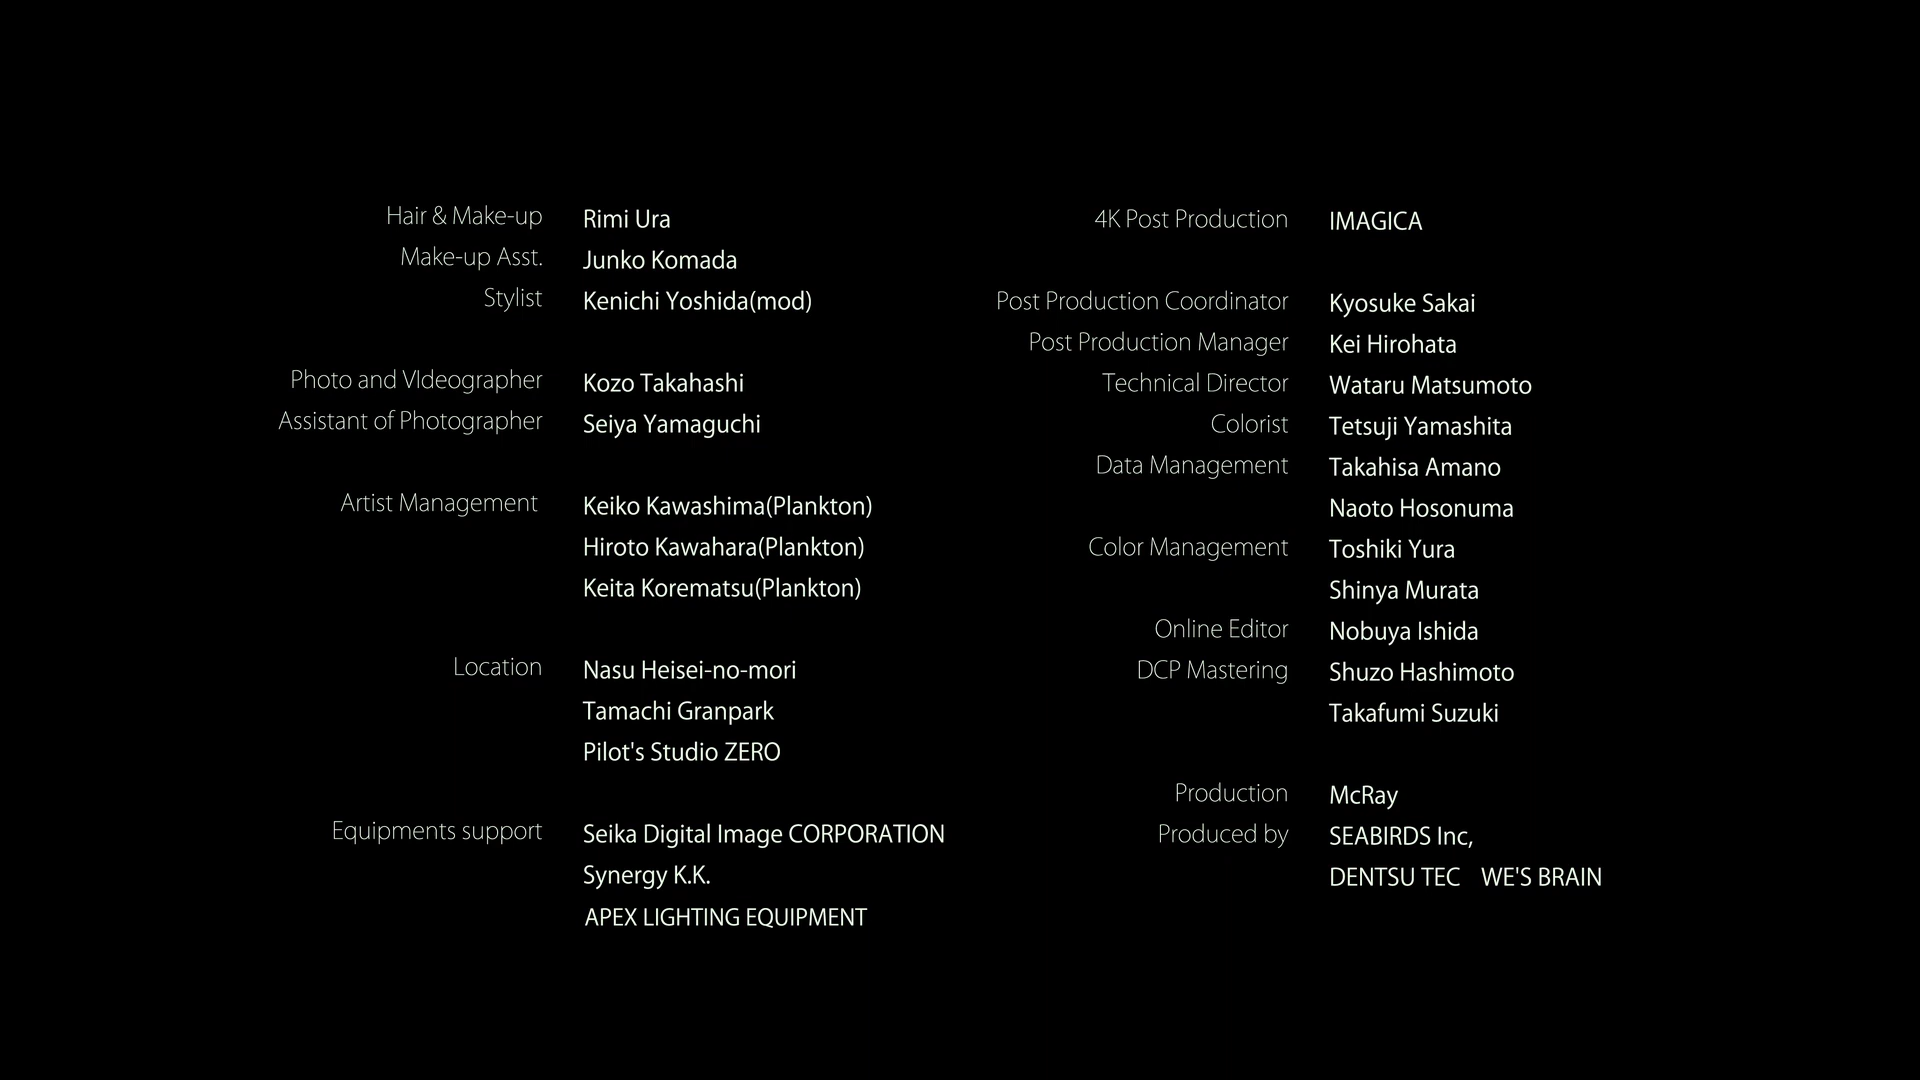 Hair & Make-up Rimi Ura
Make-up Asst. Junko Komada
Stylist Kenichi Yoshida(mod)
Photo and VIdeographer Kozo Takahashi
Assistant of Photographer Seiya Yamaguchi
Artist Management Keiko Kawashima(Plankton)
Hiroto Kawahara(Plankton)
Keita Korematsu(Plankton)
Location Nasu Heisei-no-mori
Tamachi Granpark
Pilot's Studio ZERO
Equipments support Seika Digital Image CORPORATION
Synergy K.K.
APEX LIGHTING EQUIPMENT
4K Post Production IMAGICA
Post Production Coordinator Kyosuke Sakai
Post Production Manager Kei Hirohata
Technical Director Wataru Matsumoto
Colorist Tetsuji Yamashita
Data Management Takahisa Amano
Naoto Hosonuma
Color Management Toshiki Yura
Shinya Murata
Online Editor Nobuya Ishida
DCP Mastering Shuzo Hashimoto
Takafumi Suzuki
Production McRay
Produced by SEABIRDS Inc,
DENTSU TEC WE'S BRAIN